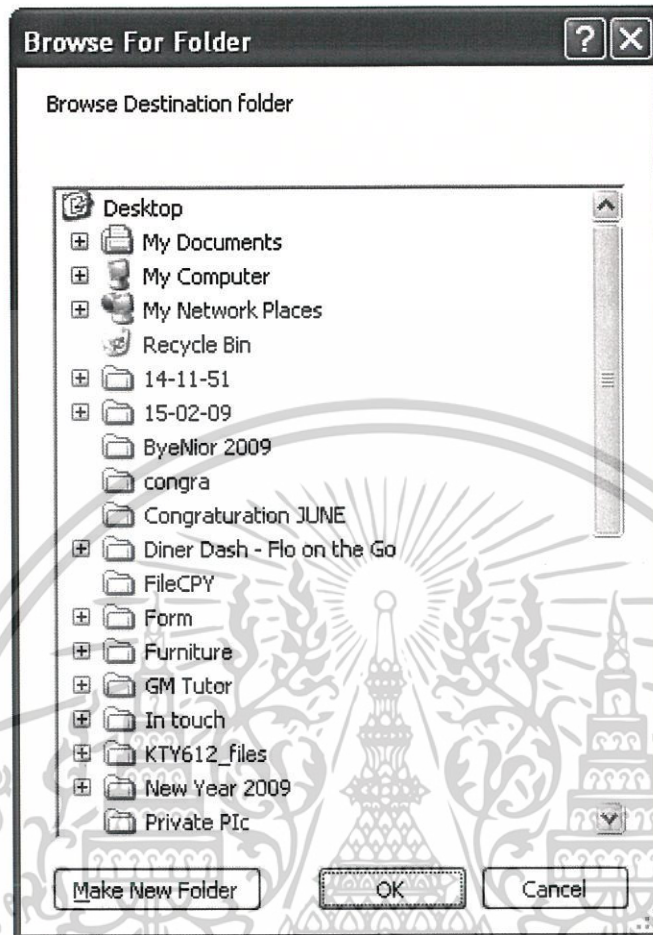 Browse For Folder
Browse Destination folder
Desktop
My Documents
My Computer
My Network Places
Recycle Bin
14-11-51
15-02-09
ByeNior 2009
congra
Congraturation JUNE
Diner Dash - Flo on the Go
FileCPY
Form
Furniture
GM Tutor
In touch
KTY612_files
New Year 2009
Private PIc
Make New Folder OK Cancel